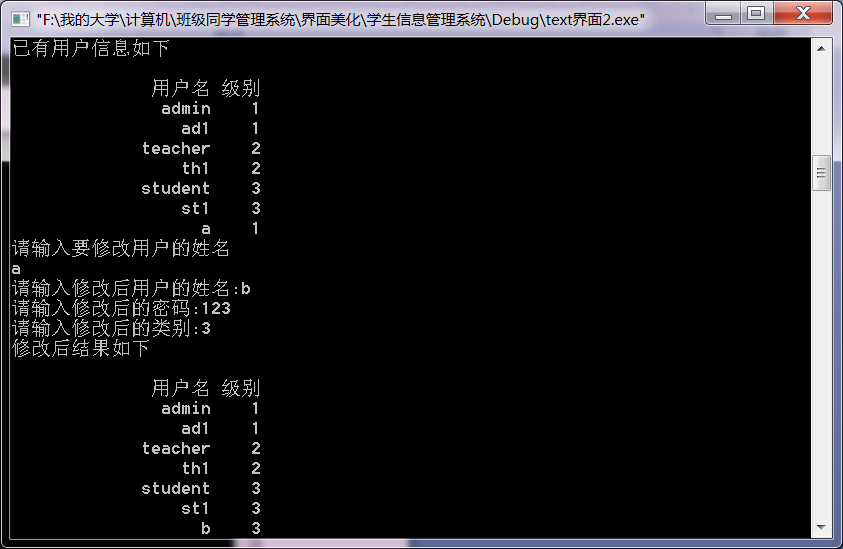 "F:\我的大学\计算机\班级同学管理系统\界面美化\学生信息管理系统\Debug\text界面2.exe"
已有用户信息如下
用户名 级别
admin 1
ad1 1
teacher 2
th1 2
student 3
st1 3
a 1
请输入要修改用户的姓名
a
请输入修改后用户的姓名:b
请输入修改后的密码:123
请输入修改后的类别:3
修改后结果如下
用户名 级别
admin 1
ad1 1
teacher 2
th1 2
student 3
st1 3
b 3